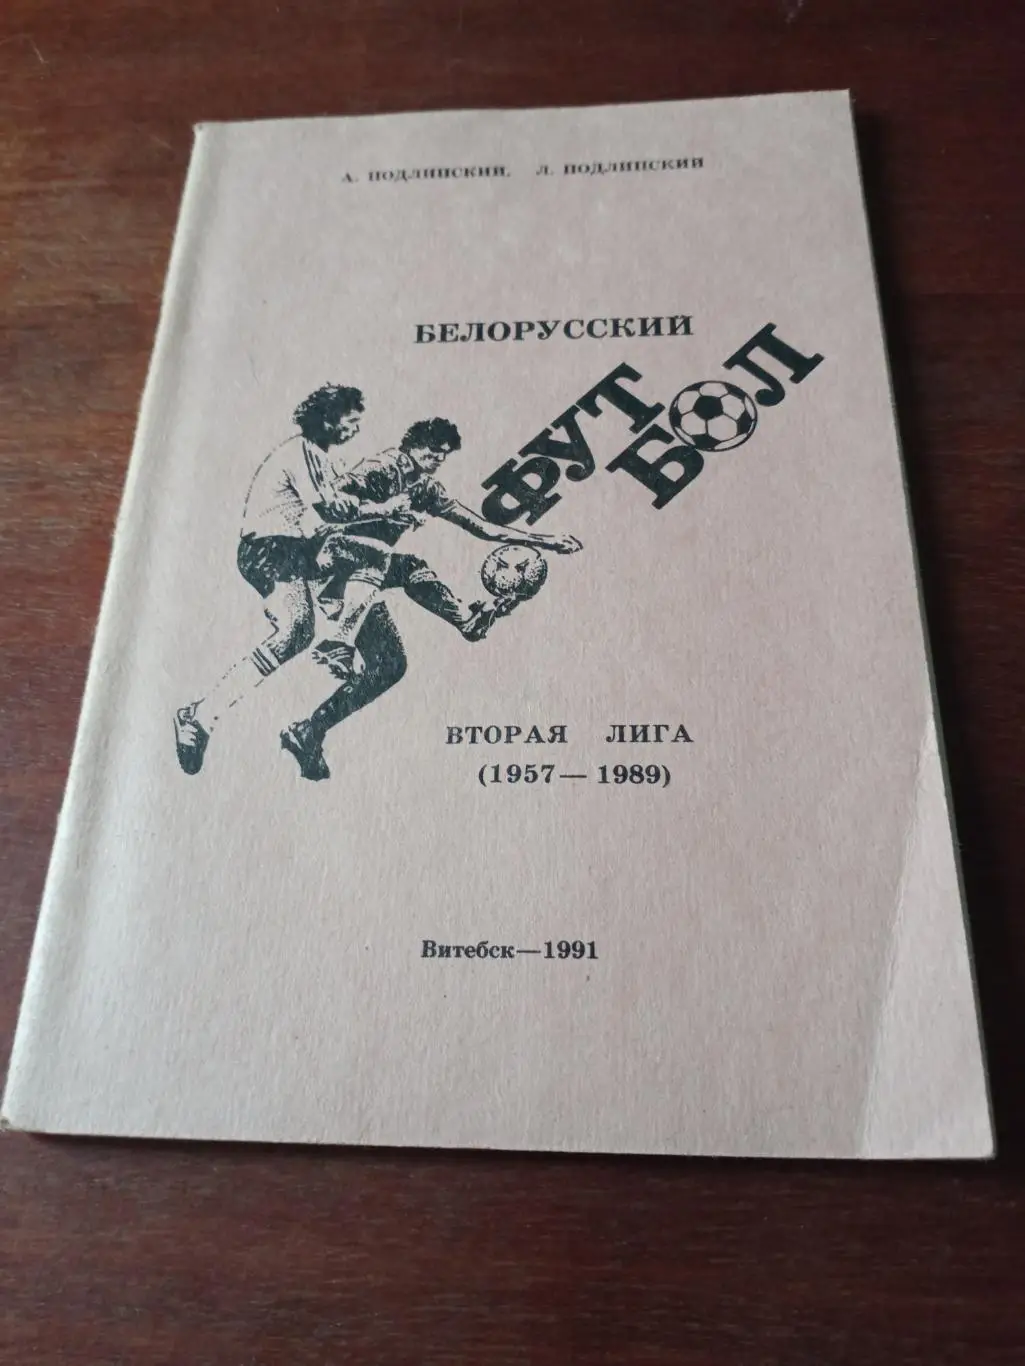 А. ПОДЛИПСКИЙ, Л. ПОДЛИПСКИЙ
БЕЛОРУССКИЙ
ФУТ
БОЛ
ВТОРАЯ ЛИГА
(1957—1989)
Витебск—1991